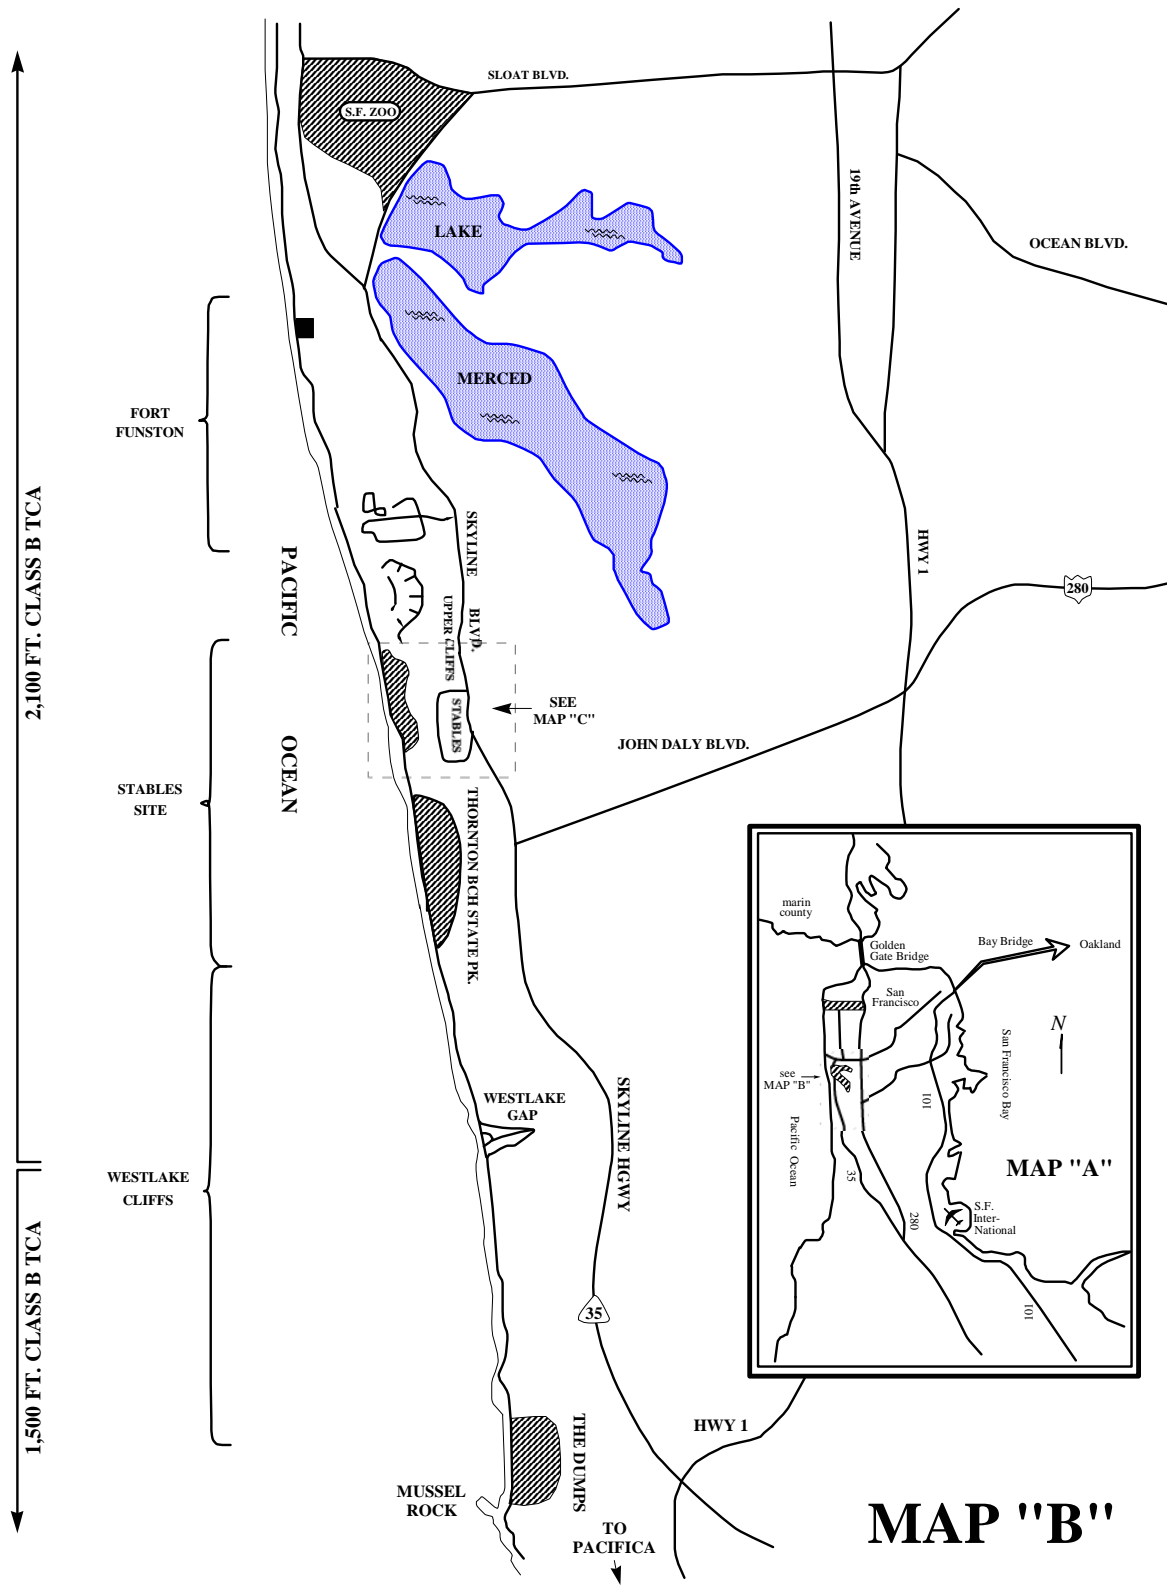 SLOAT BLVD.
S.F. ZOO
19th AVENUE
OCEAN BLVD.
LAKE
MERCED
FORT
FUNSTON
2,100 FT. CLASS B TCA
PACIFIC
OCEAN
SKYLINE
BLVD.
UPPER CLIFFS
HWY 1
280
STABLES
SEE
MAP "C"
JOHN DALY BLVD.
STABLES
SITE
THORNTON BCH STATE PK.
WESTLAKE
GAP
SKYLINE HGWY
WESTLAKE
CLIFFS
1,500 FT. CLASS B TCA
35
HWY 1
THE DUMPS
MUSSEL
ROCK
TO
PACIFICA
marin
county
Golden
Gate Bridge
Bay Bridge
Oakland
San
Francisco
N
San Francisco Bay
see
MAP "B"
101
Pacific Ocean
MAP "A"
35
280
S.F.
Inter-
National
101
MAP "B"